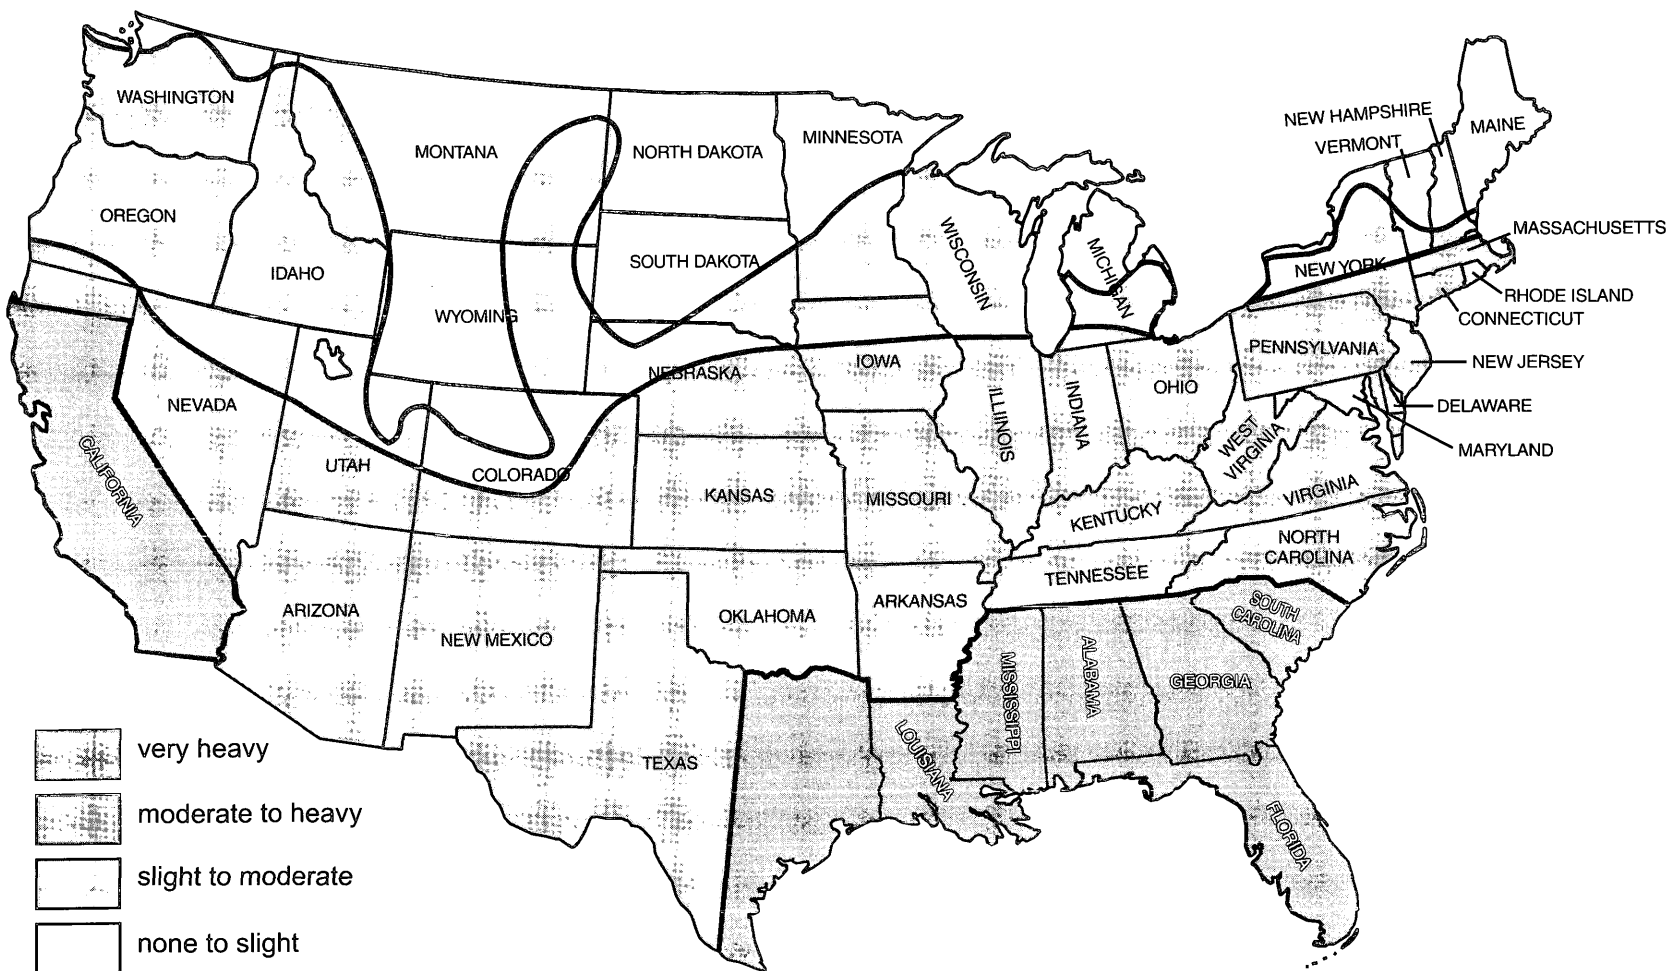 WASHINGTON
OREGON
CALIFORNIA
NEVADA
IDAHO
MONTANA
WYOMING
UTAH
COLORADO
ARIZONA
NEW MEXICO
NORTH DAKOTA
SOUTH DAKOTA
NEBRASKA
KANSAS
OKLAHOMA
TEXAS
MINNESOTA
IOWA
MISSOURI
ARKANSAS
LOUISIANA
WISCONSIN
ILLINOIS
MICHIGAN
INDIANA
OHIO
KENTUCKY
TENNESSEE
MISSISSIPPI
ALABAMA
GEORGIA
FLORIDA
SOUTH
CAROLINA
NORTH
CAROLINA
VIRGINIA
WEST
VIRGINIA
PENNSYLVANIA
NEW YORK
NEW HAMPSHIRE
VERMONT
MAINE
MASSACHUSETTS
RHODE ISLAND
CONNECTICUT
NEW JERSEY
DELAWARE
MARYLAND
very heavy
moderate to heavy
slight to moderate
none to slight